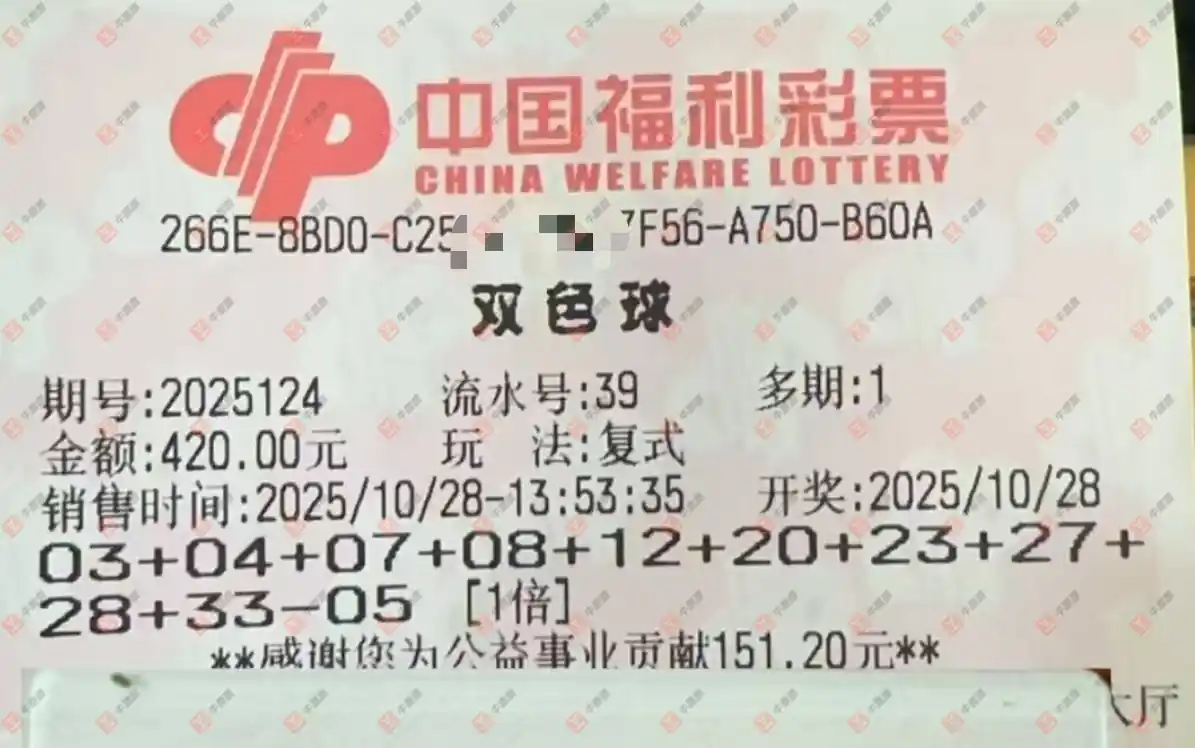 中国福利彩票
CHINA WELFARE LOTTERY
266E-8BD0-C25 7F56-A750-B60A
双色球
期号:2025124 流水号:39 多期:1
金额:420.00元 玩 法:复式
销售时间:2025/10/28-13:53:35 开奖:2025/10/28
03+04+07+08+12+20+23+27+
28+33-05 [1倍]
**感谢您为公益事业贡献151.20元**
大厅